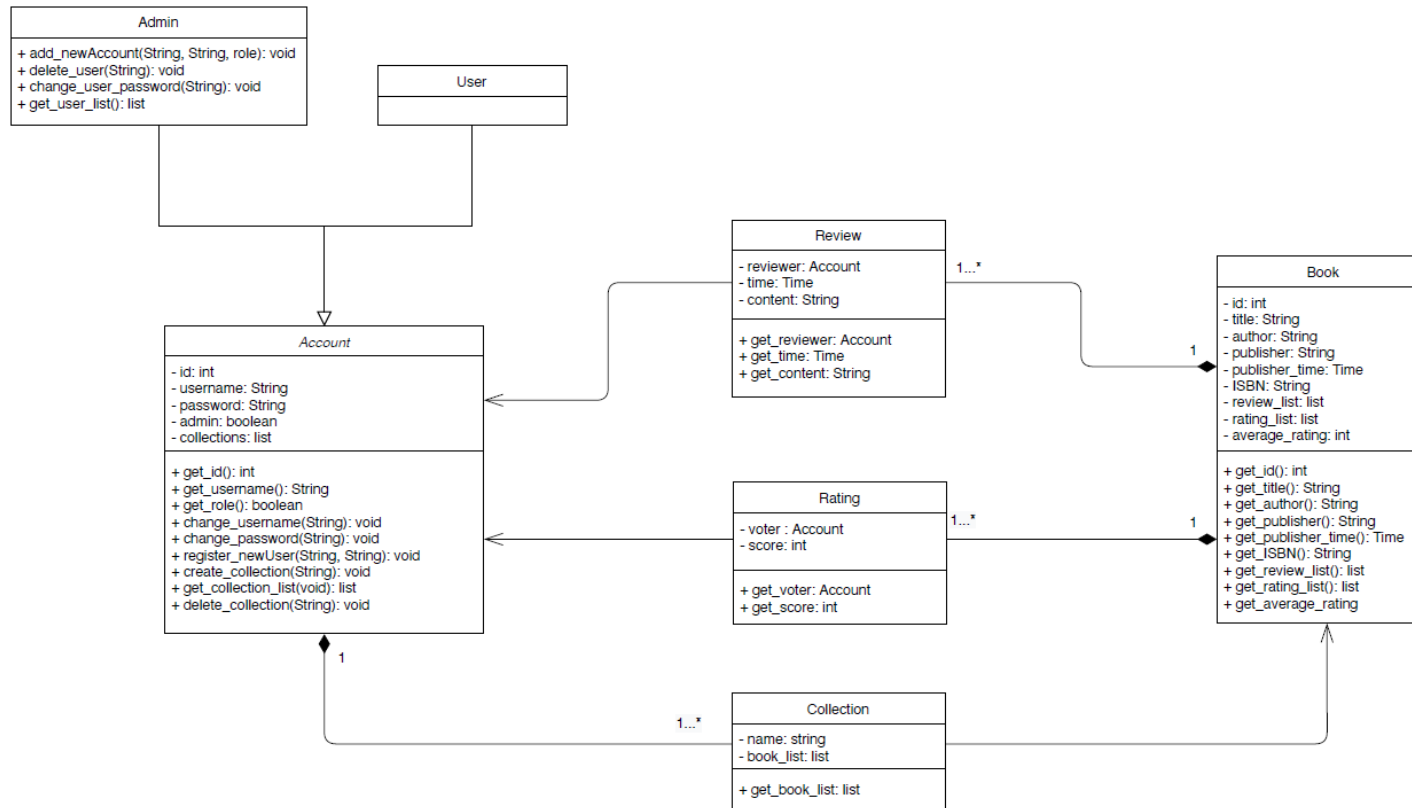 Admin
+ add_newAccount(String, String, role): void
+ delete_user(String): void
+ change_user_password(String): void
+ get_user_list(): list
User
Review
- reviewer: Account
- time: Time
- content: String
+ get_reviewer: Account
+ get_time: Time
+ get_content: String
1...*
1
Book
- id: int
- title: String
- author: String
- publisher: String
- publisher_time: Time
- ISBN: String
- review_list: list
- rating_list: list
- average_rating: int
+ get_id(): int
+ get_title(): String
+ get_author(): String
+ get_publisher(): String
+ get_publisher_time(): Time
+ get_ISBN(): String
+ get_review_list(): list
+ get_rating_list(): list
+ get_average_rating
Account
- id: int
- username: String
- password: String
- admin: boolean
- collections: list
+ get_id(): int
+ get_username(): String
+ get_role(): boolean
+ change_username(String): void
+ change_password(String): void
+ register_newUser(String, String): void
+ create_collection(String): void
+ get_collection_list(void): list
+ delete_collection(String): void
Rating
- voter : Account
- score: int
+ get_voter: Account
+ get_score: int
1...*
1
1
1...*
Collection
- name: string
- book_list: list
+ get_book_list: list